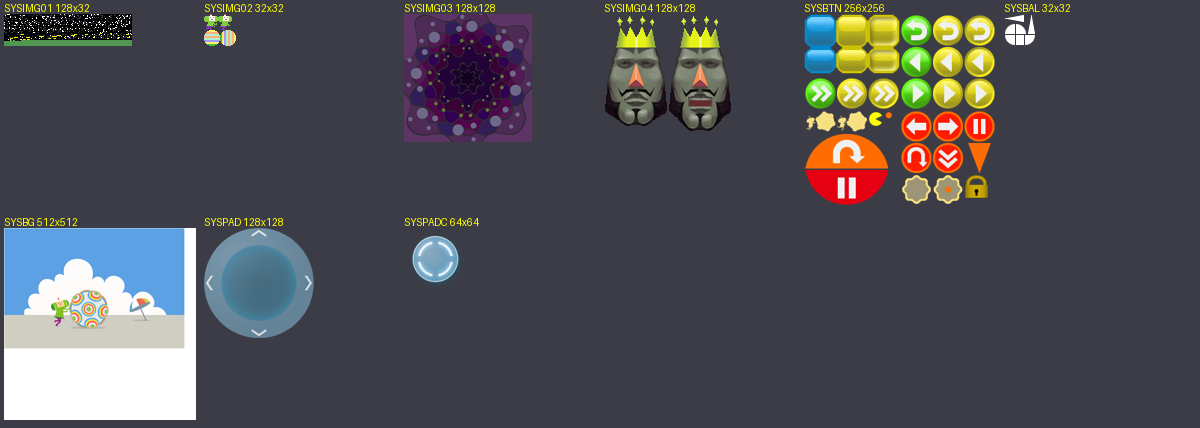 SYSIMG01 128x32
SYSIMG02 32x32
SYSIMG03 128x128
SYSIMG04 128x128
SYSBTN 256x256
SYSBAL 32x32
SYSBG 512x512
SYSPAD 128x128
SYSPADC 64x64